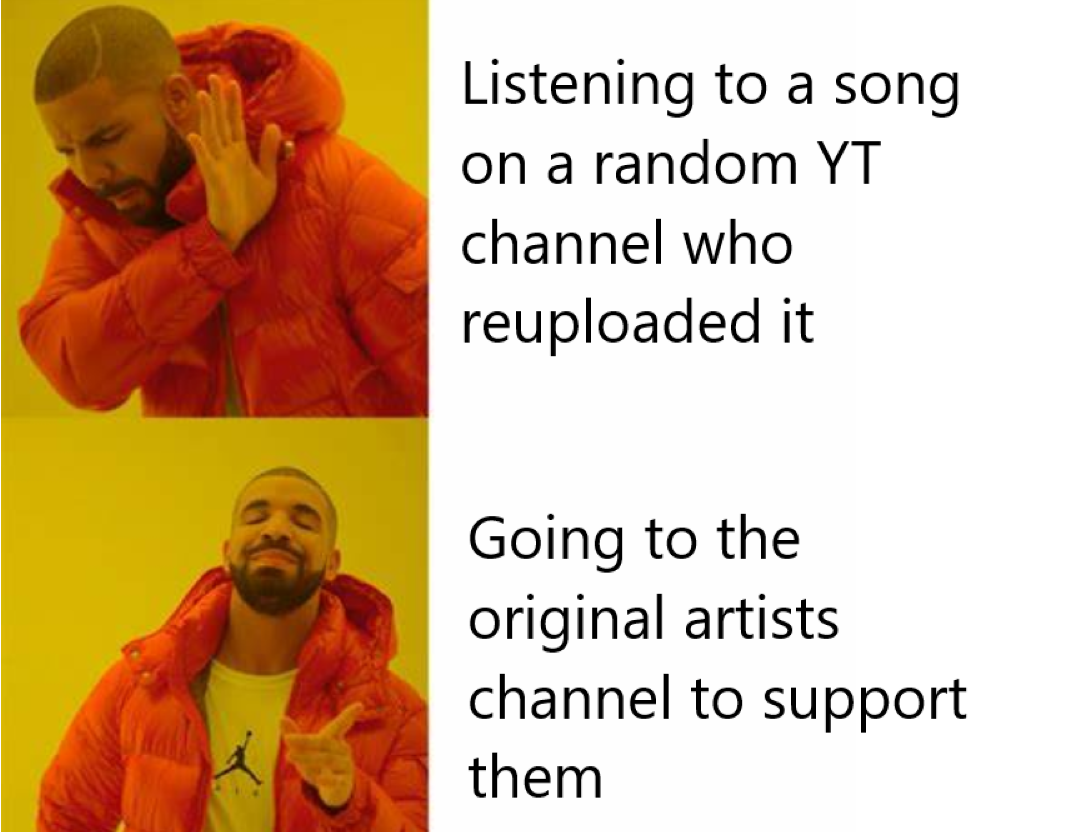 Listening to a song
on a random YT
channel who
reuploaded it
Going to the
original artists
channel to support
them